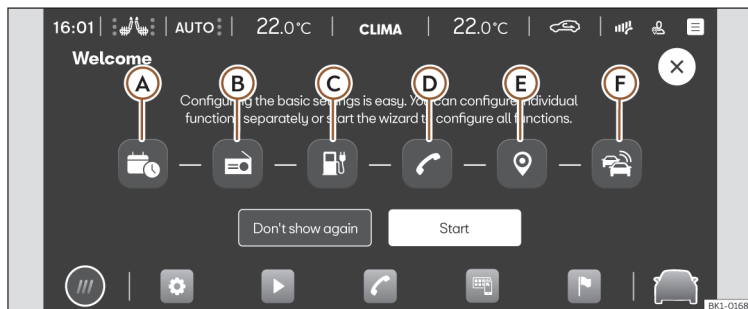 16:01 AUTO 22.0°C CLIMA 22.0°C
Welcome
A B C D E F
Configuring the basic settings is easy. You can configure individual
functions separately or start the wizard to configure all functions.
Don't show again Start
BK1-0168